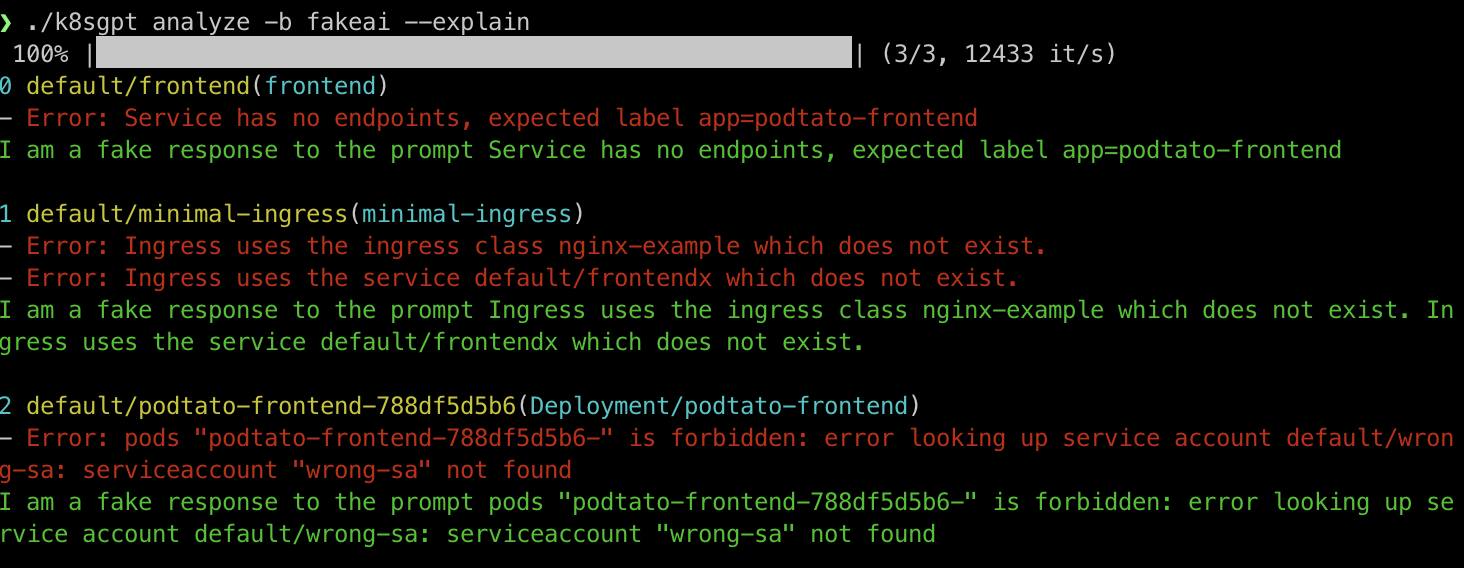 ❯ ./k8sgpt analyze -b fakeai --explain
100% | | (3/3, 12433 it/s)
0 default/frontend(frontend)
- Error: Service has no endpoints, expected label app=podtato-frontend
I am a fake response to the prompt Service has no endpoints, expected label app=podtato-frontend
1 default/minimal-ingress(minimal-ingress)
- Error: Ingress uses the ingress class nginx-example which does not exist.
- Error: Ingress uses the service default/frontendx which does not exist.
I am a fake response to the prompt Ingress uses the ingress class nginx-example which does not exist. In
gress uses the service default/frontendx which does not exist.
2 default/podtato-frontend-788df5d5b6(Deployment/podtato-frontend)
- Error: pods "podtato-frontend-788df5d5b6-" is forbidden: error looking up service account default/wron
g-sa: serviceaccount "wrong-sa" not found
I am a fake response to the prompt pods "podtato-frontend-788df5d5b6-" is forbidden: error looking up se
rvice account default/wrong-sa: serviceaccount "wrong-sa" not found